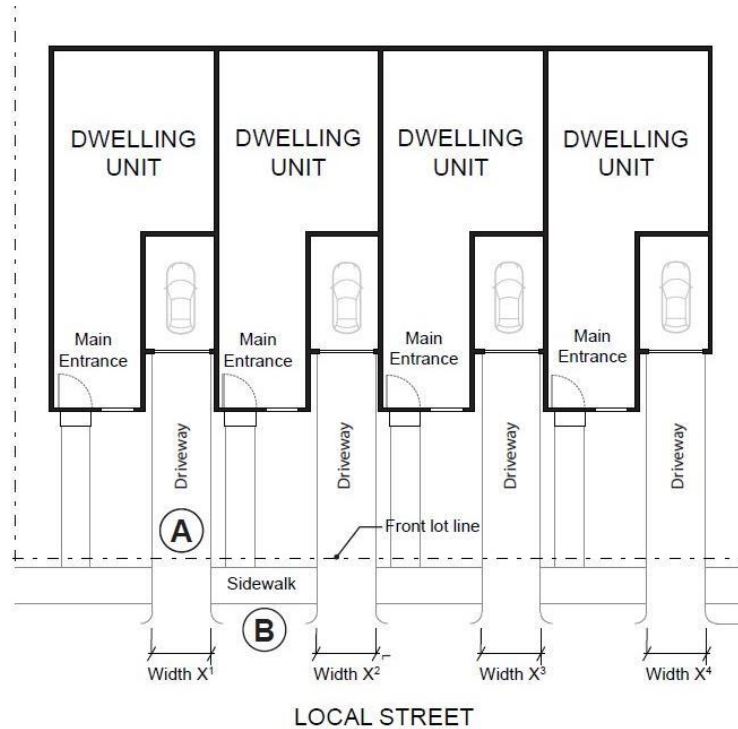 DWELLING
UNIT
DWELLING
UNIT
DWELLING
UNIT
DWELLING
UNIT
Main
Entrance
Main
Entrance
Main
Entrance
Main
Entrance
Driveway
Driveway
Driveway
Driveway
A
Front lot line
Sidewalk
B
Width X¹
Width X²
Width X³
Width X⁴
LOCAL STREET